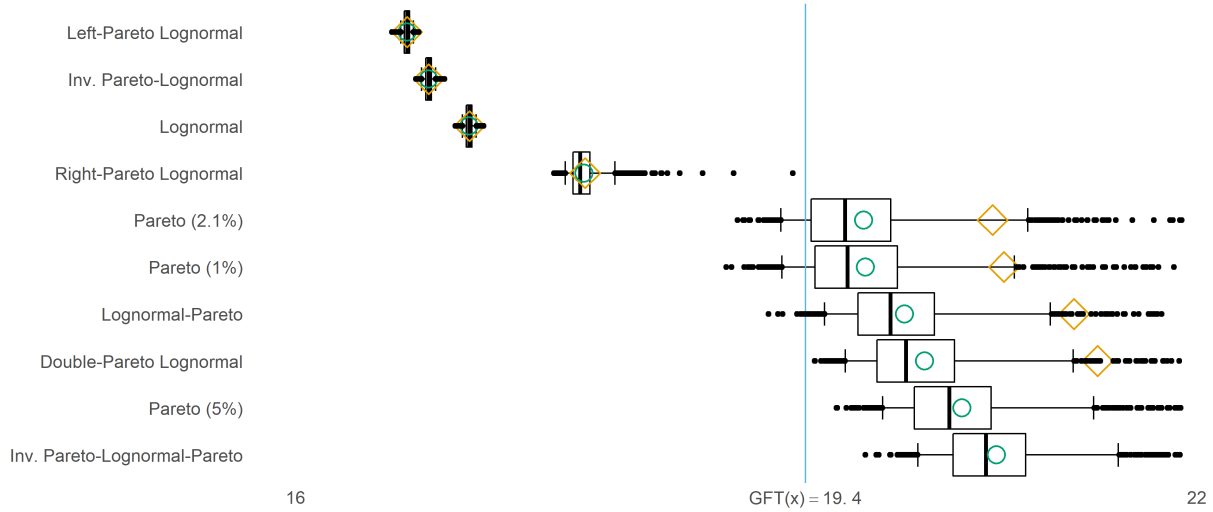 Left-Pareto Lognormal
Inv. Pareto-Lognormal
Lognormal
Right-Pareto Lognormal
Pareto (2.1%)
Pareto (1%)
Lognormal-Pareto
Double-Pareto Lognormal
Pareto (5%)
Inv. Pareto-Lognormal-Pareto
16 GFT(x) = 19. 4 22